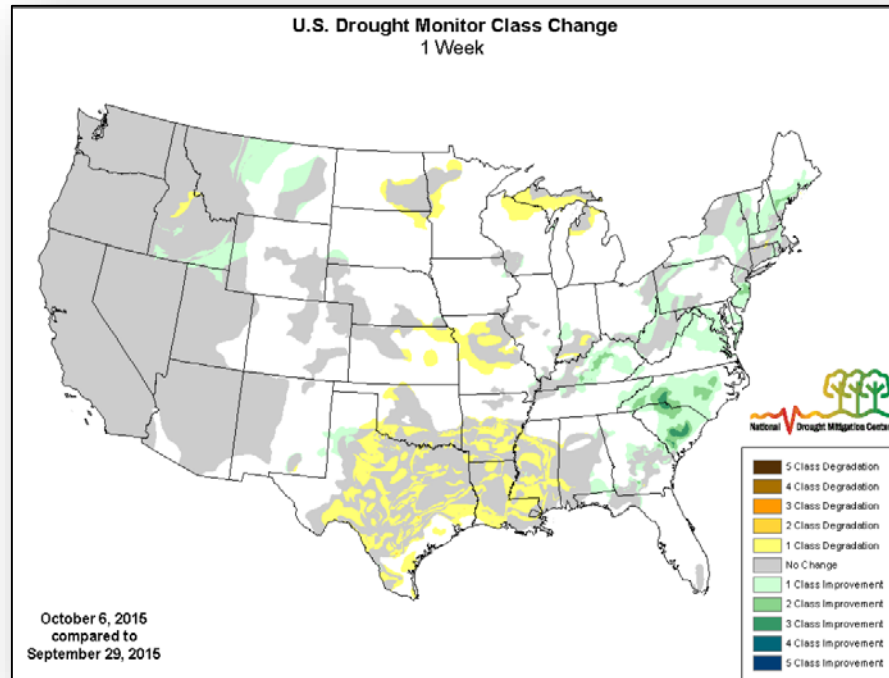 U.S. Drought Monitor Class Change
1 Week
National Drought Mitigation Center
5 Class Degradation
4 Class Degradation
3 Class Degradation
2 Class Degradation
1 Class Degradation
No Change
1 Class Improvement
2 Class Improvement
3 Class Improvement
4 Class Improvement
5 Class Improvement
October 6, 2015
compared to
September 29, 2015